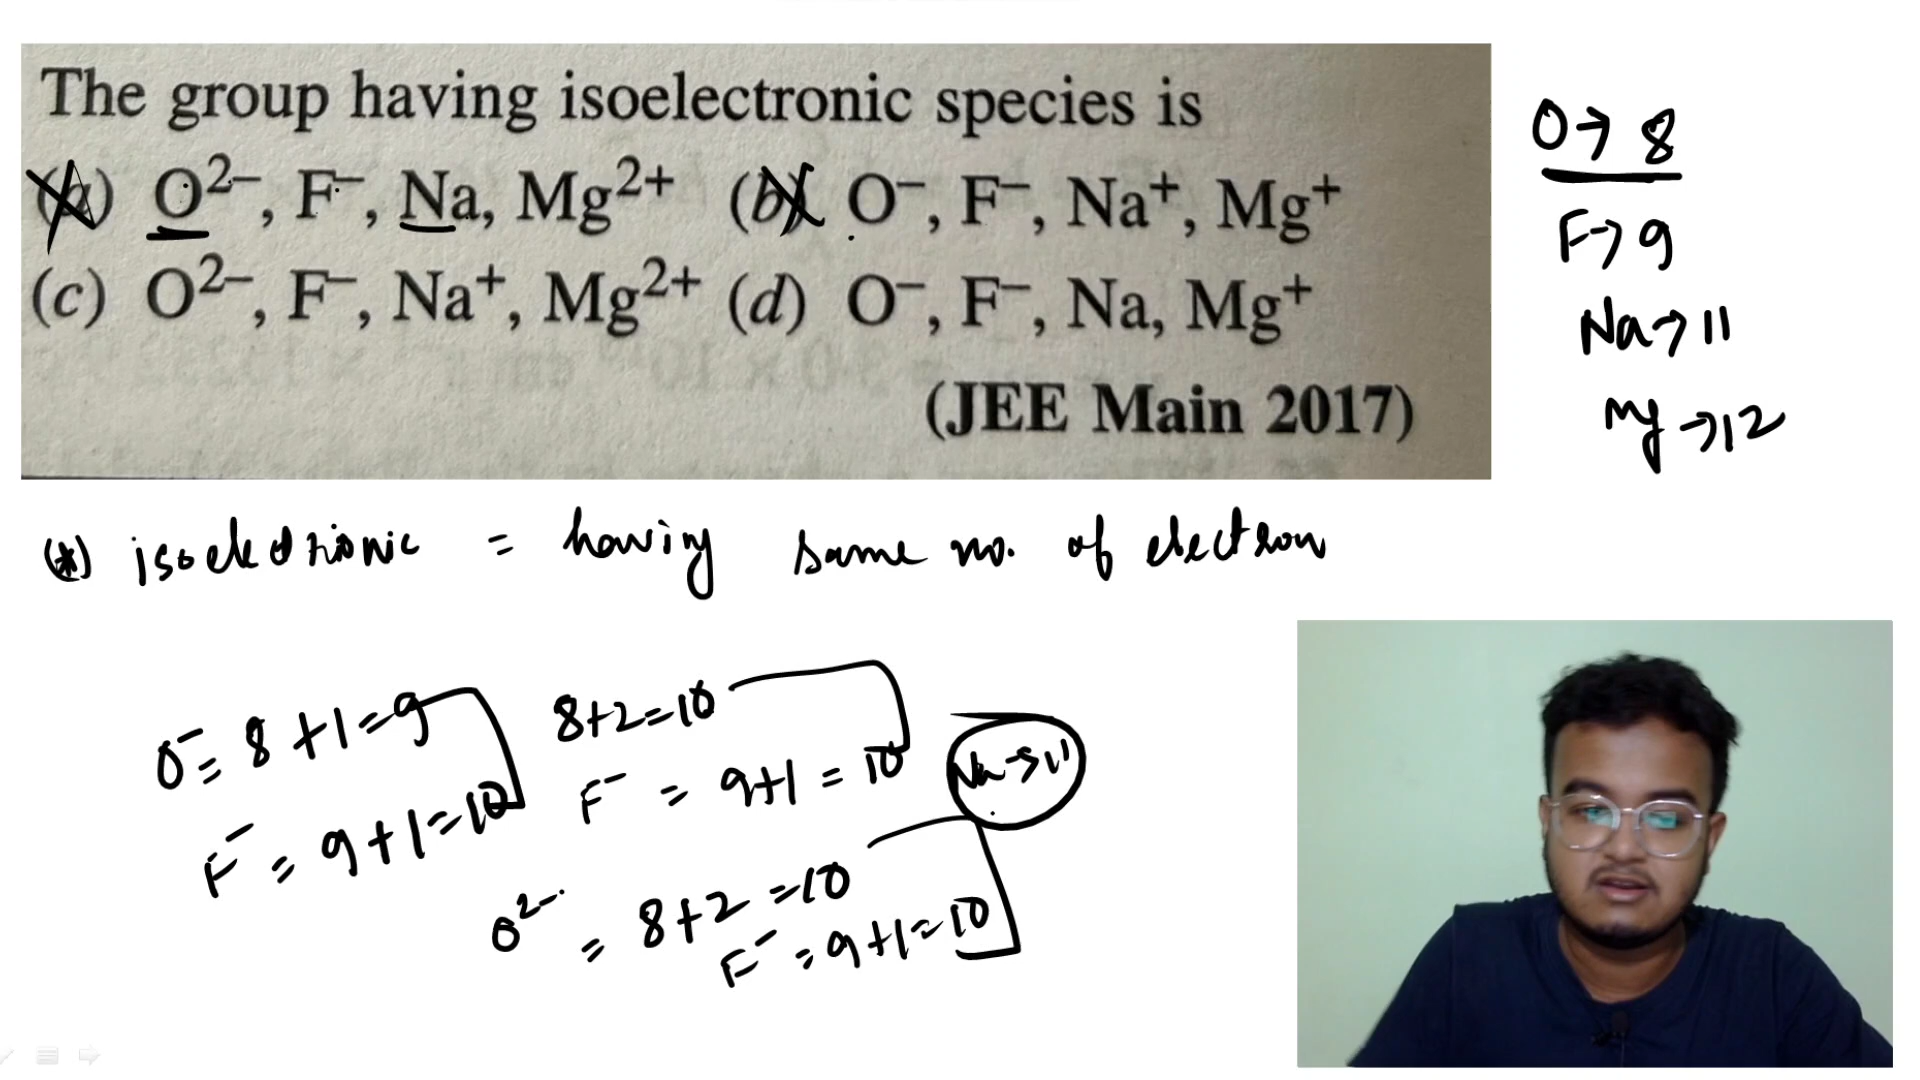 The group having isoelectronic species is
(a) O²⁻, F⁻, Na, Mg²⁺ (b) O⁻, F⁻, Na⁺, Mg⁺
(c) O²⁻, F⁻, Na⁺, Mg²⁺ (d) O⁻, F⁻, Na, Mg⁺
(JEE Main 2017)
O→ 8
F→ 9
Na→ 11
Mg →12
(*) isoelectronic = having same no. of electron
O⁻ = 8+1=9
F⁻ = 9+1=10
8+2=10
F⁻ = 9+1 = 10
Na→11
O²⁻ = 8+2 =10
F⁻ = 9+1=10